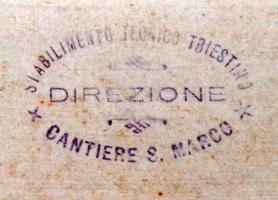 STABILIMENTO TECNICO TRIESTINO
DIREZIONE
CANTIERE S. MARCO